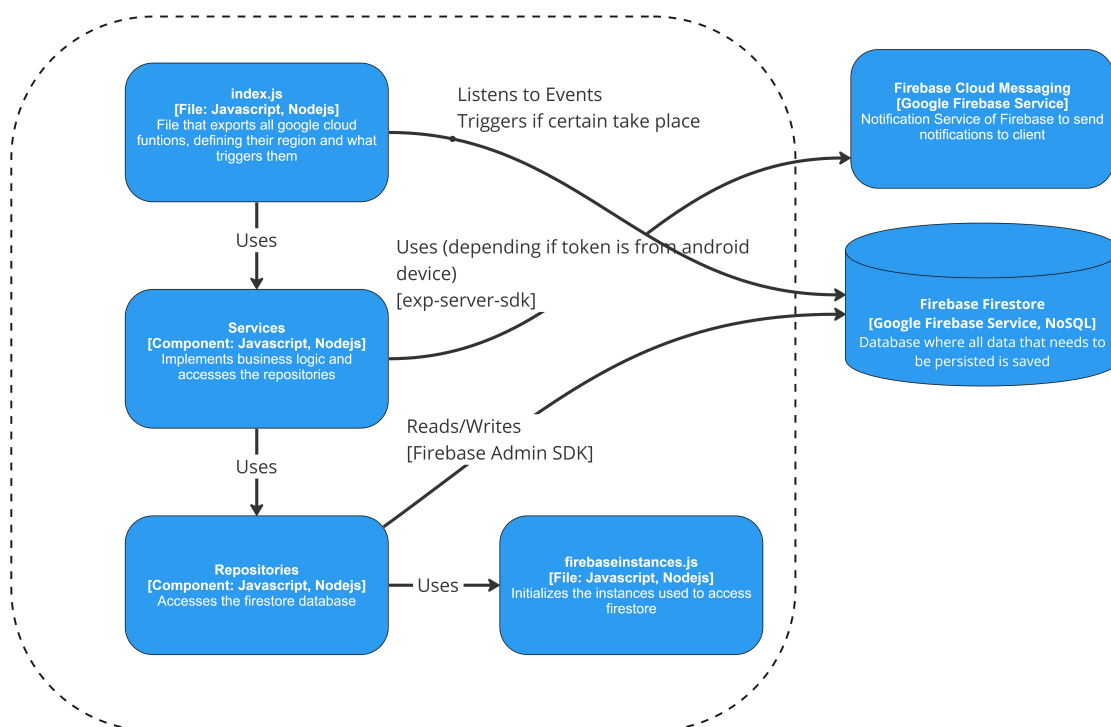 index.js
[File: Javascript, Nodejs]
File that exports all google cloud
funtions, defining their region and what
triggers them
Listens to Events
Triggers if certain take place
Firebase Cloud Messaging
[Google Firebase Service]
Notification Service of Firebase to send
notifications to client
Uses
Uses (depending if token is from android
device)
[exp-server-sdk]
Services
[Component: Javascript, Nodejs]
Implements business logic and
accesses the repositories
Firebase Firestore
[Google Firebase Service, NoSQL]
Database where all data that needs to
be persisted is saved
Reads/Writes
[Firebase Admin SDK]
Uses
Repositories
[Component: Javascript, Nodejs]
Accesses the firestore database
Uses
firebaseinstances.js
[File: Javascript, Nodejs]
Initializes the instances used to access
firestore